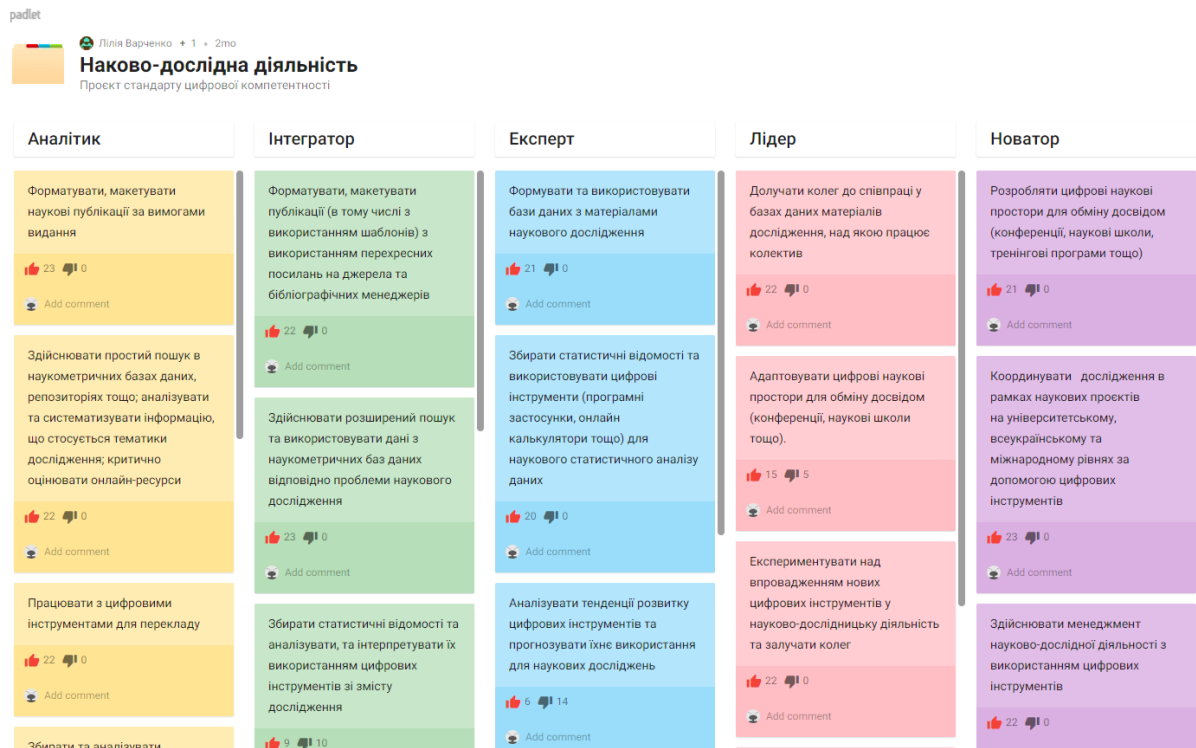 padlet
Лілія Варченко + 1 • 2mo
Наково-дослідна діяльність
Проєкт стандарту цифрової компетентності
Аналітик
Форматувати, макетувати
наукові публікації за вимогами
видання
23 0
Add comment
Здійснювати простий пошук в
наукометричних базах даних,
репозиторіях тощо; аналізувати
та систематизувати інформацію,
що стосується тематики
дослідження; критично
оцінювати онлайн-ресурси
22 0
Add comment
Працювати з цифровими
інструментами для перекладу
22 0
Add comment
Збирати та аналізувати
Інтегратор
Форматувати, макетувати
публікації (в тому числі з
використанням шаблонів) з
використанням перехресних
посилань на джерела та
бібліографічних менеджерів
22 0
Add comment
Здійснювати розширений пошук
та використовувати дані з
наукометричних баз даних
відповідно проблеми наукового
дослідження
23 0
Add comment
Збирати статистичні відомості та
аналізувати, та інтерпретувати їх
використанням цифрових
інструментів зі змісту
дослідження
9 10
Експерт
Формувати та використовувати
бази даних з матеріалами
наукового дослідження
21 0
Add comment
Збирати статистичні відомості та
використовувати цифрові
інструменти (програмні
застосунки, онлайн
калькулятори тощо) для
наукового статистичного аналізу
даних
20 0
Add comment
Аналізувати тенденції розвитку
цифрових інструментів та
прогнозувати їхнє використання
для наукових досліджень
6 14
Add comment
Лідер
Долучати колег до співпраці у
базах даних матеріалів
дослідження, над якою працює
колектив
22 0
Add comment
Адаптовувати цифрові наукові
простори для обміну досвідом
(конференції, наукові школи
тощо).
15 5
Add comment
Експериментувати над
впровадженням нових
цифрових інструментів у
науково-дослідницьку діяльність
та залучати колег
22 0
Add comment
Новатор
Розробляти цифрові наукові
простори для обміну досвідом
(конференції, наукові школи,
тренінгові програми тощо)
21 0
Add comment
Координувати дослідження в
рамках наукових проєктів
на університетському,
всеукраїнському та
міжнародному рівнях за
допомогою цифрових
інструментів
23 0
Add comment
Здійснювати менеджмент
науково-дослідної діяльності з
використанням цифрових
інструментів
22 0